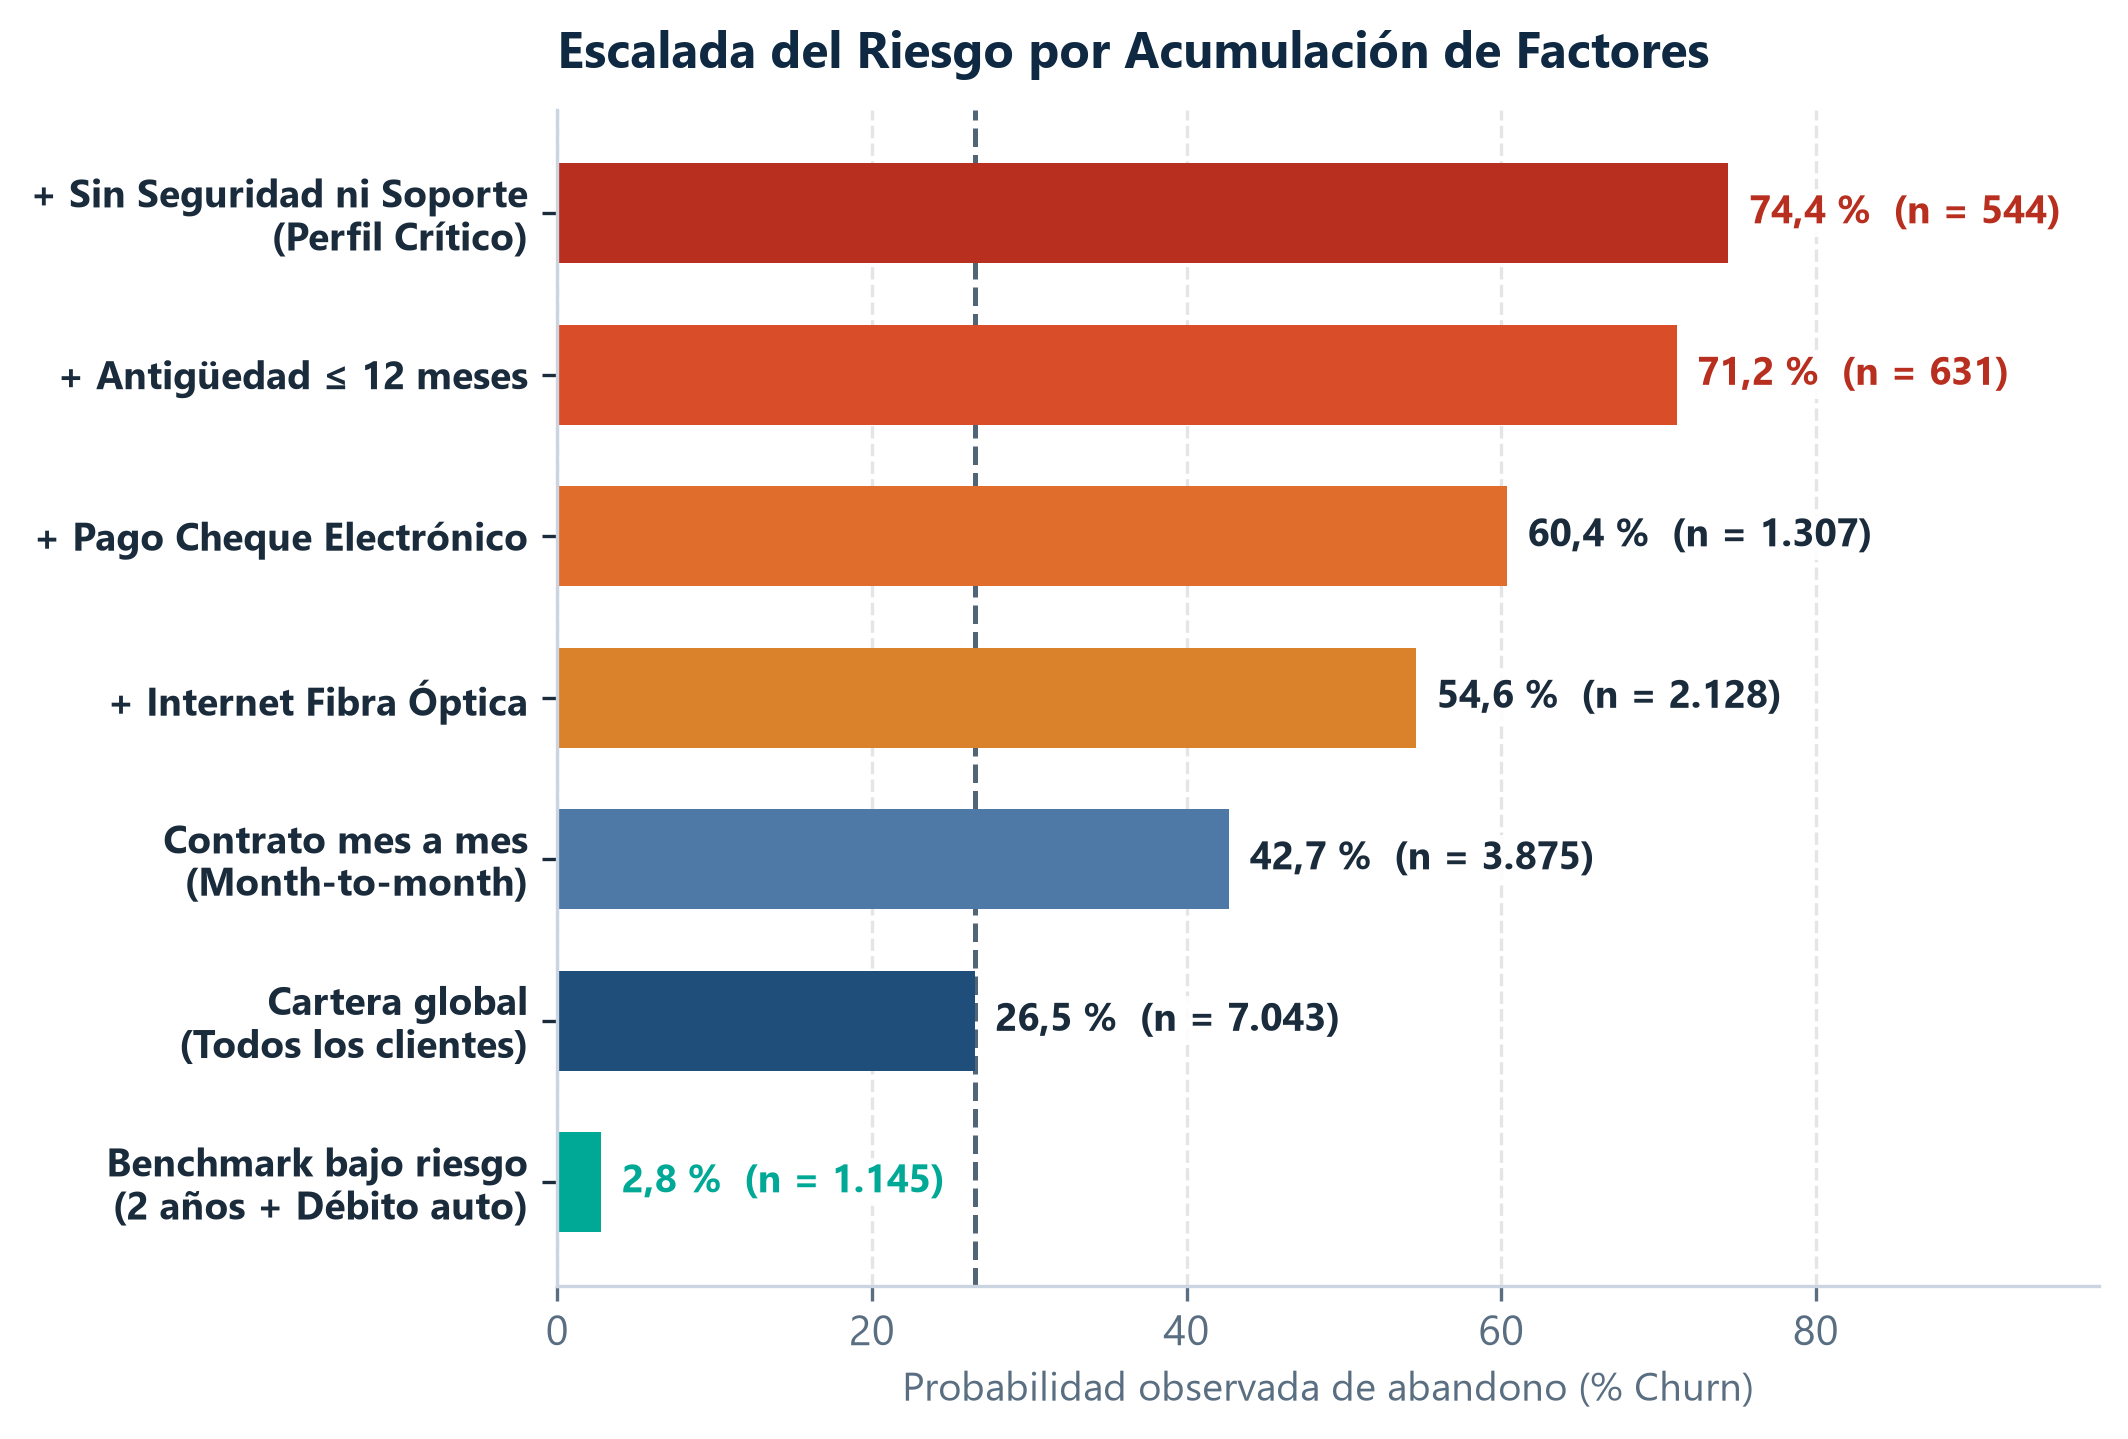 Escalada del Riesgo por Acumulación de Factores
+ Sin Seguridad ni Soporte
(Perfil Crítico)
74,4 % (n = 544)
+ Antigüedad ≤ 12 meses
71,2 % (n = 631)
+ Pago Cheque Electrónico
60,4 % (n = 1.307)
+ Internet Fibra Óptica
54,6 % (n = 2.128)
Contrato mes a mes
(Month-to-month)
42,7 % (n = 3.875)
Cartera global
(Todos los clientes)
26,5 % (n = 7.043)
Benchmark bajo riesgo
(2 años + Débito auto)
2,8 % (n = 1.145)
0 20 40 60 80
Probabilidad observada de abandono (% Churn)